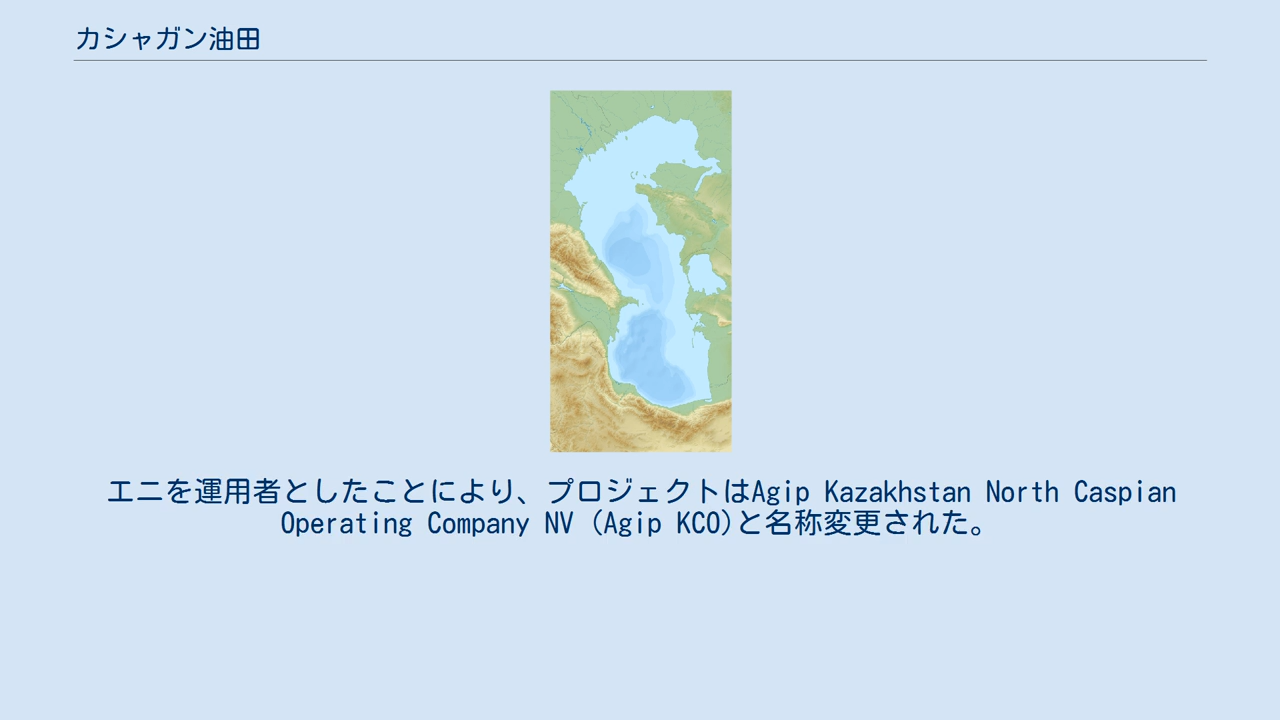 カシャガン油田
エニを運用者としたことにより、プロジェクトはAgip Kazakhstan North Caspian
Operating Company NV (Agip KCO)と名称変更された。